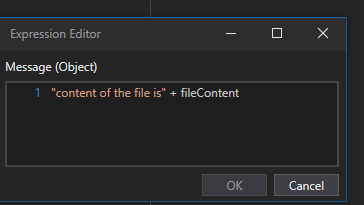 Expression Editor
Message (Object)
1 "content of the file is" + fileContent
OK Cancel